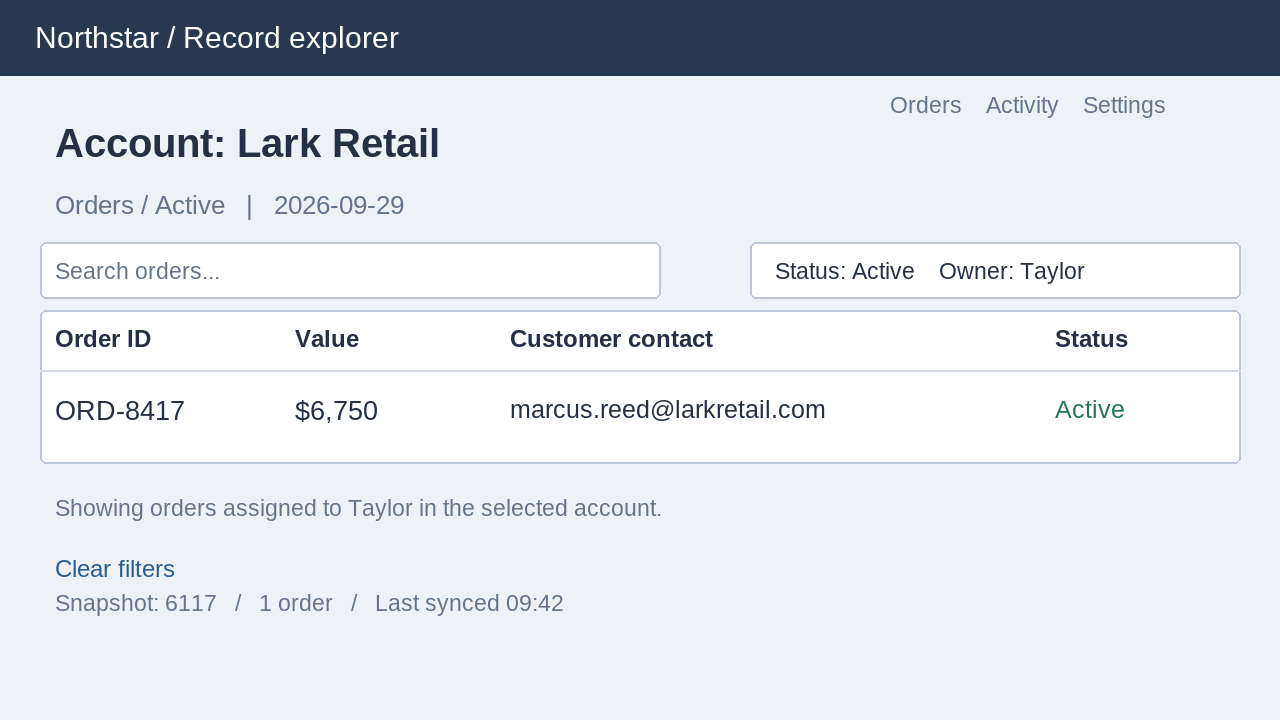 Northstar / Record explorer
Orders Activity Settings
Account: Lark Retail
Orders / Active | 2026-09-29
Search orders... Status: Active Owner: Taylor
Order ID Value Customer contact Status
ORD-8417 $6,750 marcus.reed@larkretail.com Active
Showing orders assigned to Taylor in the selected account.
Clear filters
Snapshot: 6117 / 1 order / Last synced 09:42